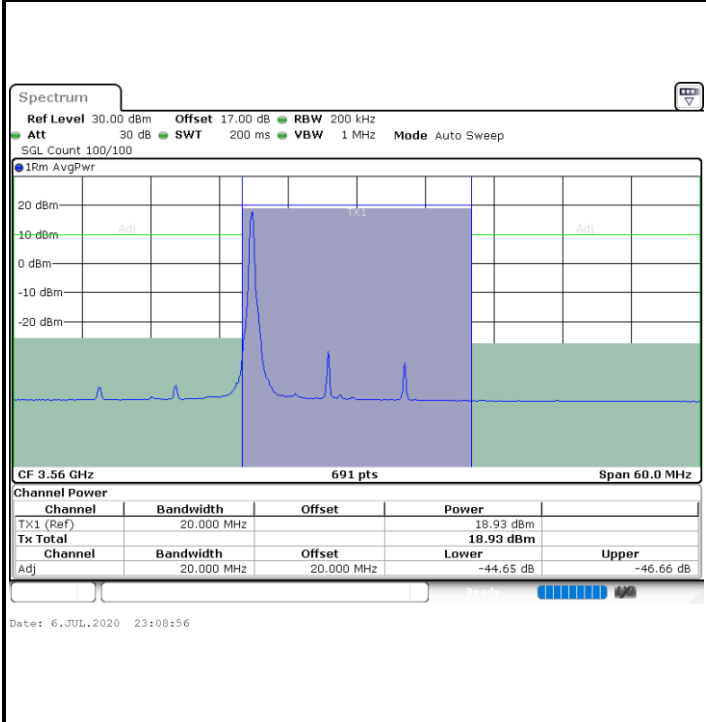 Spectrum
Ref Level 30.00 dBm Offset 17.00 dB RBW 200 kHz
Att 30 dB SWT 200 ms VBW 1 MHz Mode Auto Sweep
SGL Count 100/100
1Rm AvgPwr
20 dBm
TX1
Adj
Adj
10 dBm
0 dBm
-10 dBm
-20 dBm
CF 3.56 GHz 691 pts Span 60.0 MHz
Channel Power
Channel Bandwidth Offset Power
TX1 (Ref) 20.000 MHz 18.93 dBm
Tx Total 18.93 dBm
Channel Bandwidth Offset Lower Upper
Adj 20.000 MHz 20.000 MHz -44.65 dB -46.66 dB
Ready
Date: 6.JUL.2020 23:08:56